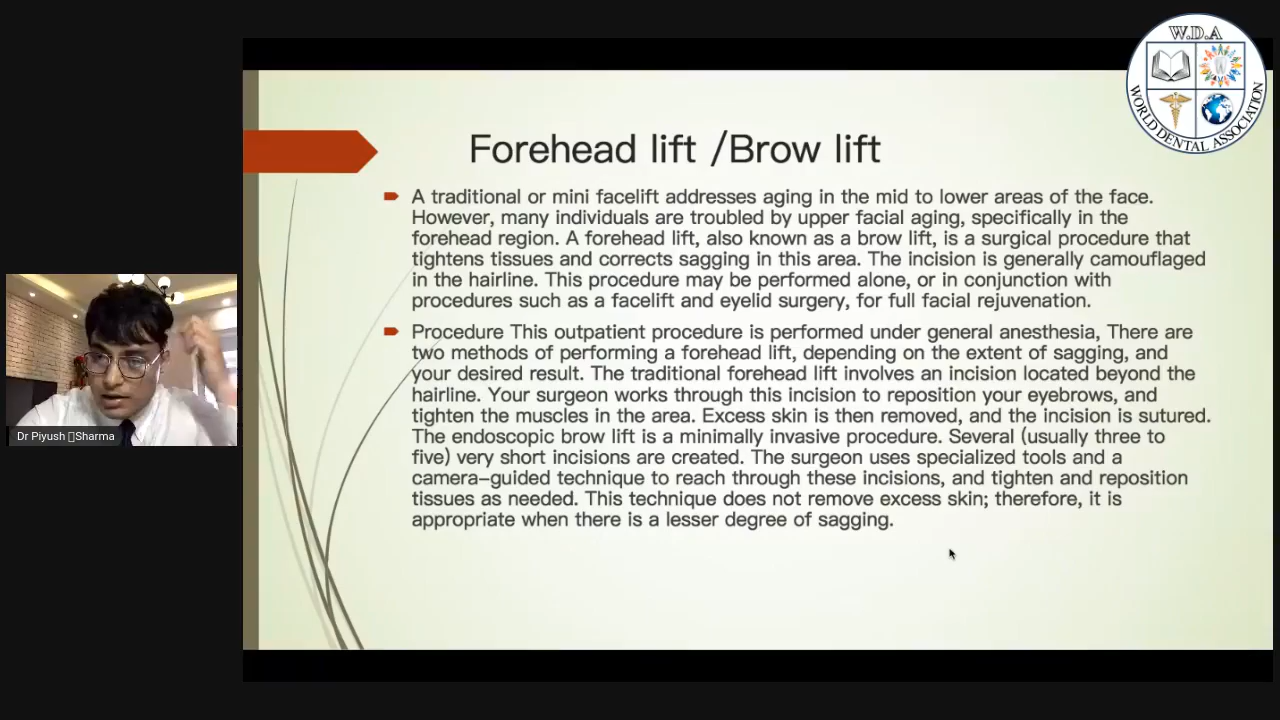 W.D.A
WORLD DENTAL ASSOCIATION
Forehead lift /Brow lift
A traditional or mini facelift addresses aging in the mid to lower areas of the face.
However, many individuals are troubled by upper facial aging, specifically in the
forehead region. A forehead lift, also known as a brow lift, is a surgical procedure that
tightens tissues and corrects sagging in this area. The incision is generally camouflaged
in the hairline. This procedure may be performed alone, or in conjunction with
procedures such as a facelift and eyelid surgery, for full facial rejuvenation.
Procedure This outpatient procedure is performed under general anesthesia, There are
two methods of performing a forehead lift, depending on the extent of sagging, and
your desired result. The traditional forehead lift involves an incision located beyond the
hairline. Your surgeon works through this incision to reposition your eyebrows, and
tighten the muscles in the area. Excess skin is then removed, and the incision is sutured.
The endoscopic brow lift is a minimally invasive procedure. Several (usually three to
five) very short incisions are created. The surgeon uses specialized tools and a
camera-guided technique to reach through these incisions, and tighten and reposition
tissues as needed. This technique does not remove excess skin; therefore, it is
appropriate when there is a lesser degree of sagging.
Dr Piyush Sharma